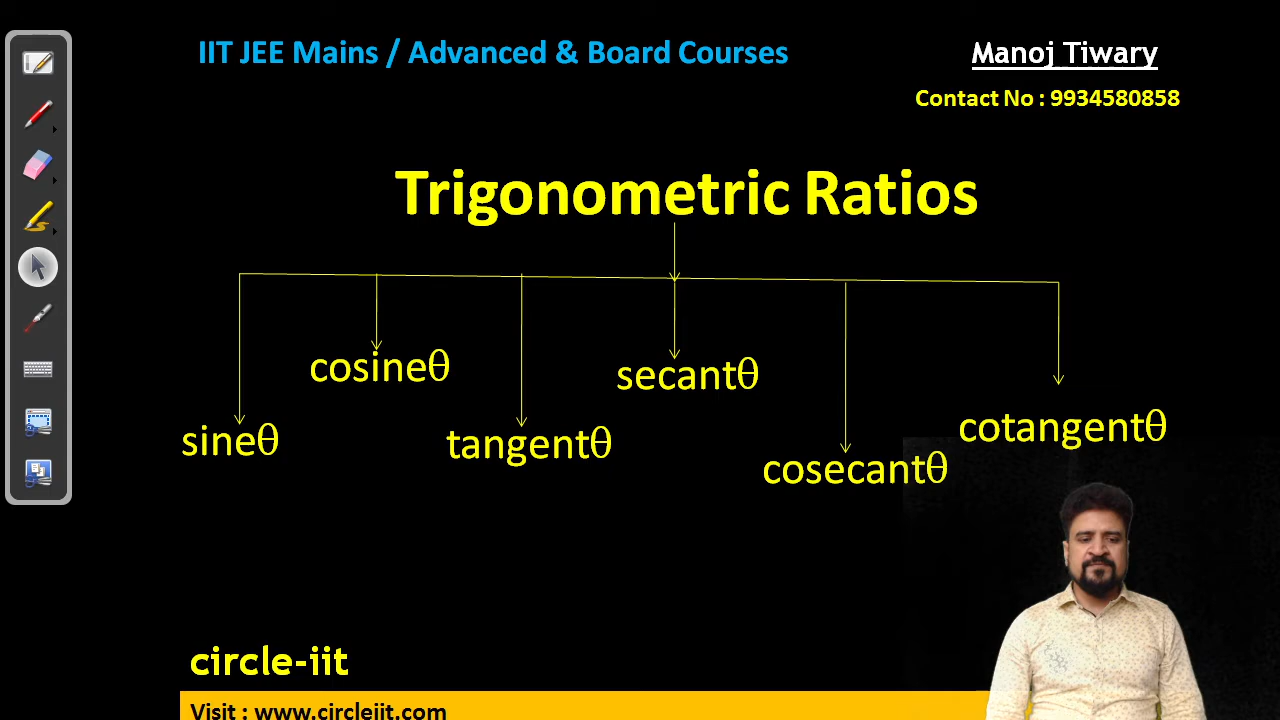 IIT JEE Mains / Advanced & Board Courses
Manoj Tiwary
Contact No : 9934580858
Trigonometric Ratios
cosineθ
secantθ
sineθ
tangentθ
cotangentθ
cosecantθ
circle-iit
Visit : www.circleiit.com